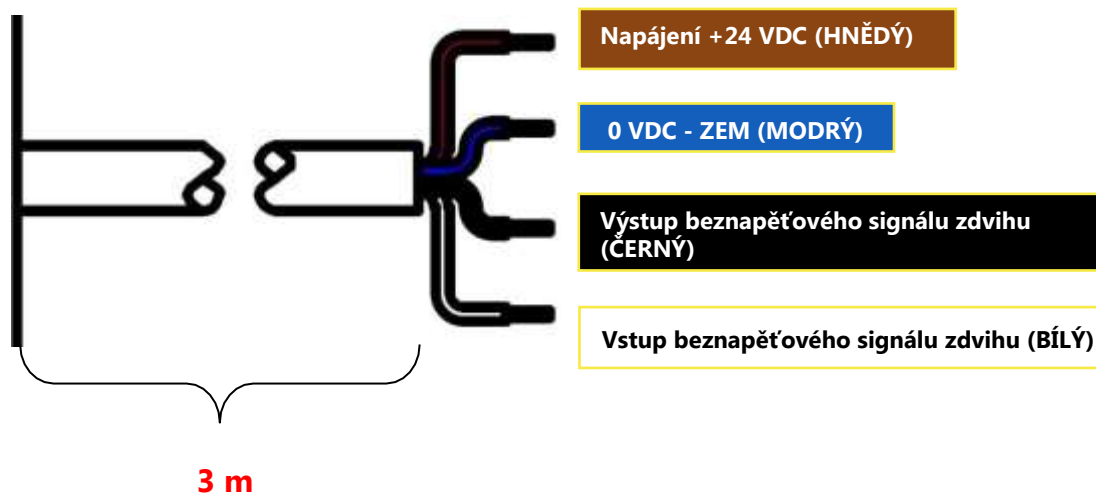 Napájení +24 VDC (HNĚDÝ)
0 VDC - ZEM (MODRÝ)
Výstup beznapěťového signálu zdvihu
(ČERNÝ)
Vstup beznapěťového signálu zdvihu (BÍLÝ)
3 m